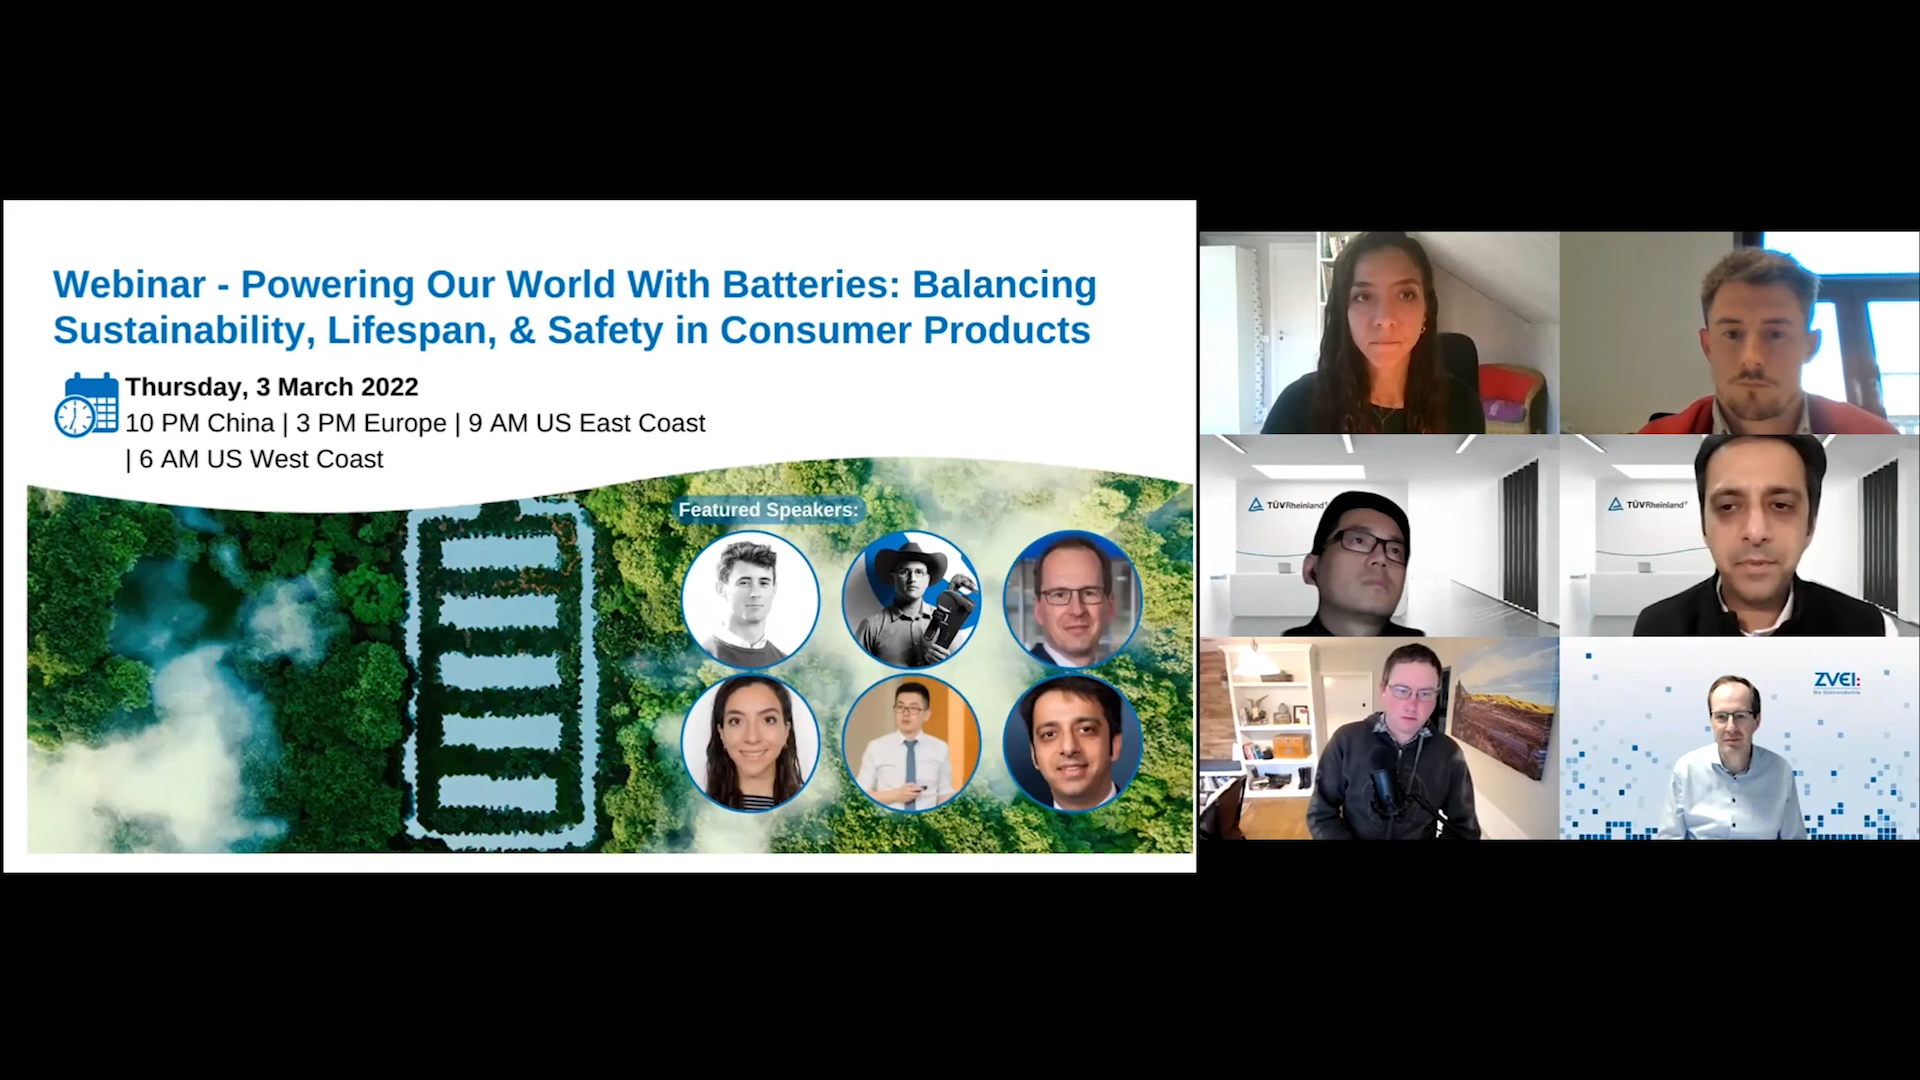 Webinar - Powering Our World With Batteries: Balancing
Sustainability, Lifespan, & Safety in Consumer Products
Thursday, 3 March 2022
10 PM China | 3 PM Europe | 9 AM US East Coast
| 6 AM US West Coast
Featured Speakers:
TÜVRheinland®
TÜVRheinland®
ZVEI:
Die Elektroindustrie